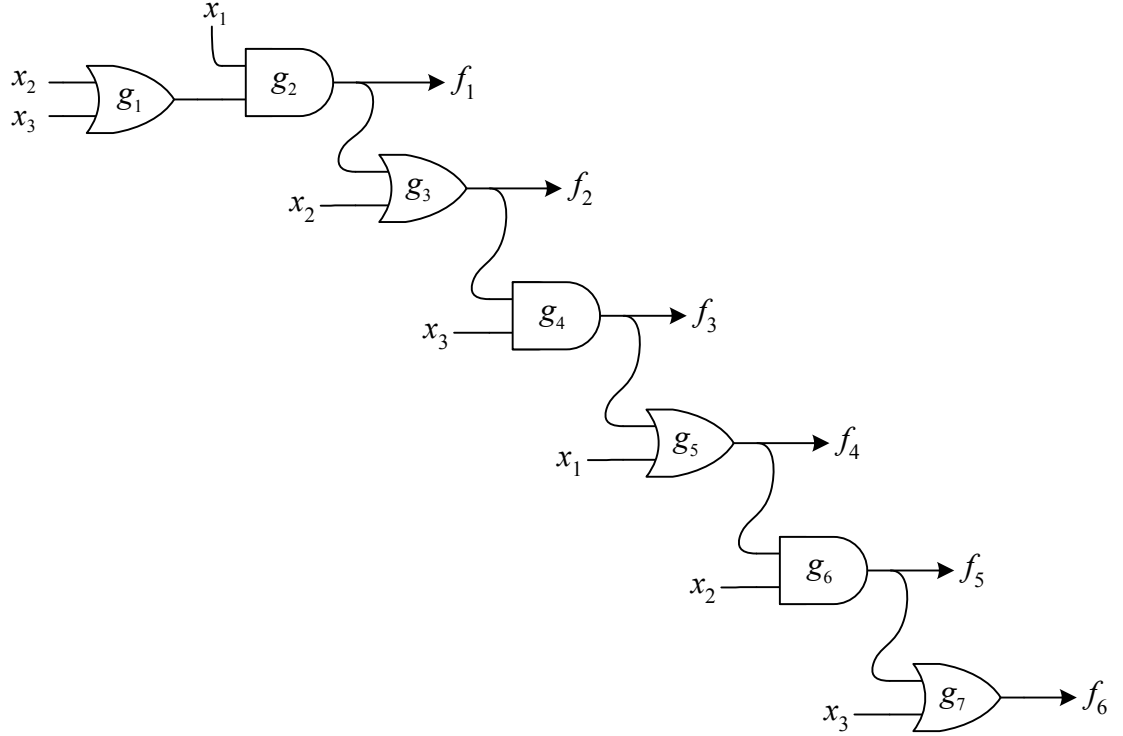 x₁
x₂ g₁ g₂ f₁
x₃
x₂ g₃ f₂
x₃ g₄ f₃
x₁ g₅ f₄
x₂ g₆ f₅
x₃ g₇ f₆